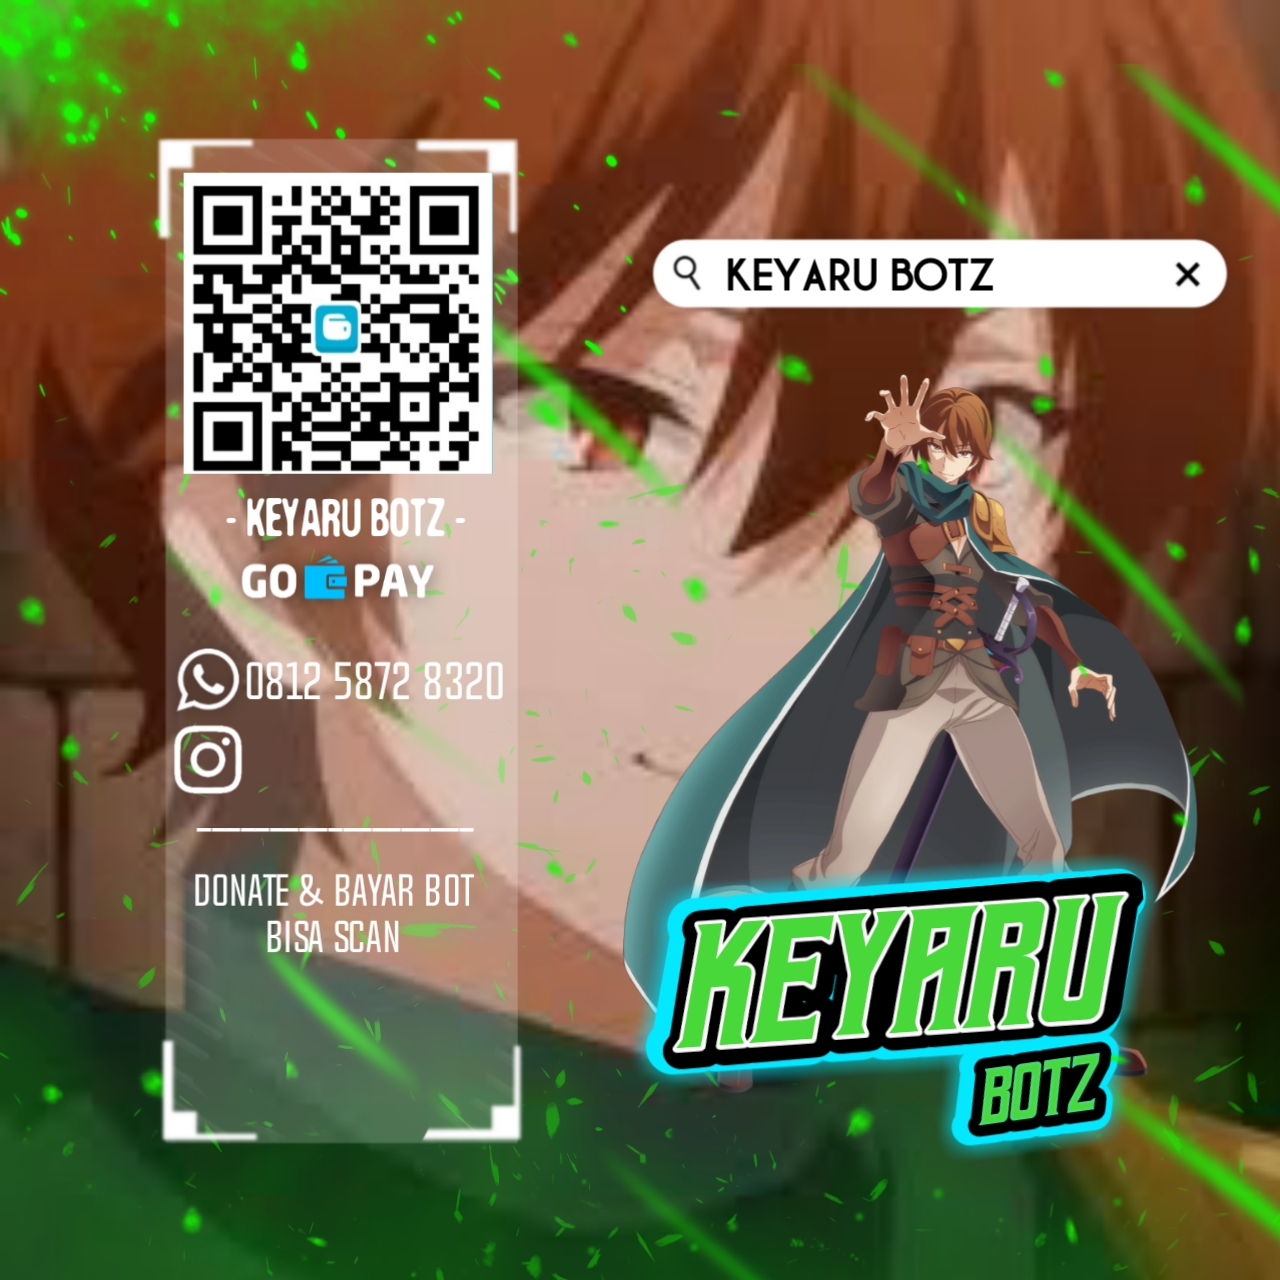 KEYARU BOTZ
- KEYARU BOTZ -
GO PAY
0812 5872 8320
DONATE & BAYAR BOT
BISA SCAN
KEYARU
BOTZ